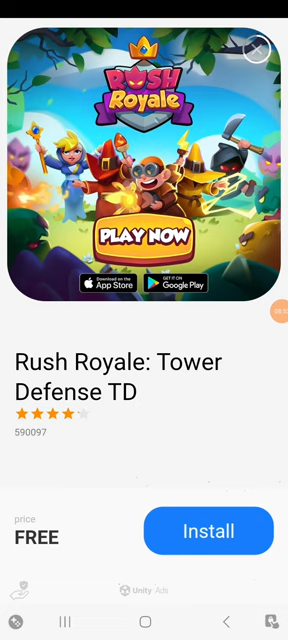 RUSH
Royale
PLAY NOW
Download on the
App Store
GET IT ON
Google Play
Rush Royale: Tower
Defense TD
590097
price
FREE
Install
Unity Ads